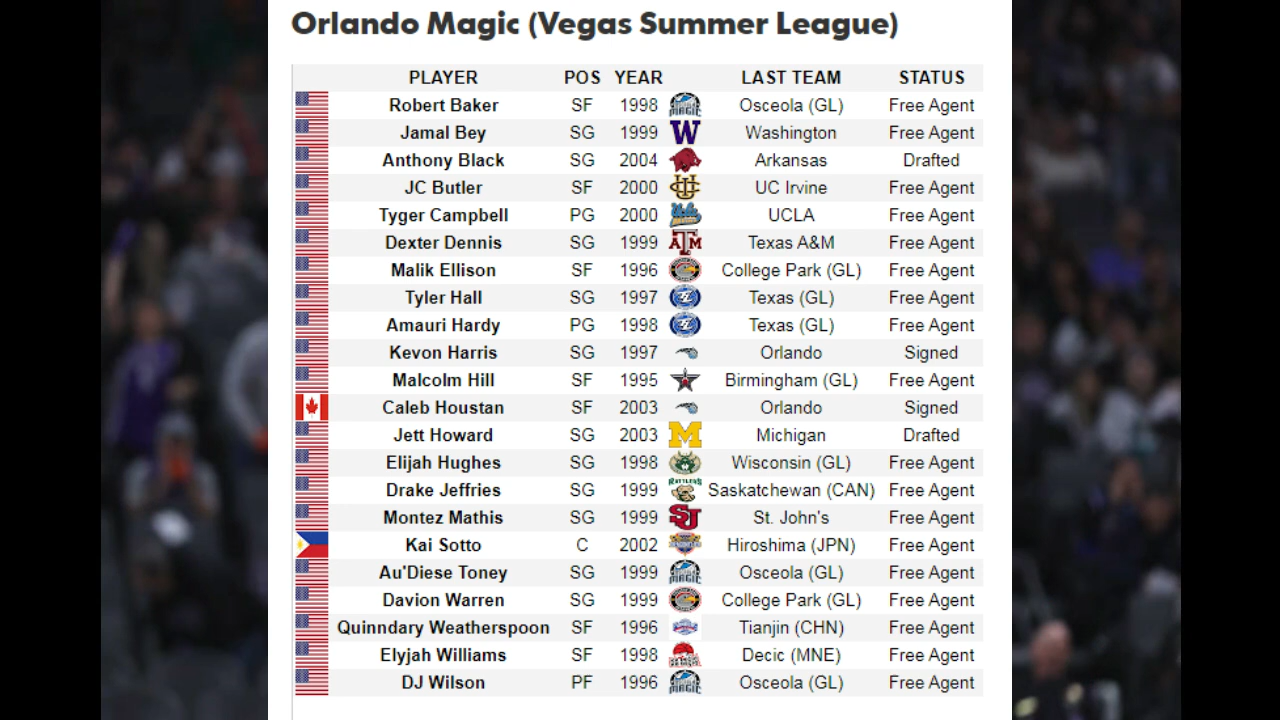 Orlando Magic (Vegas Summer League)
PLAYER POS YEAR LAST TEAM STATUS
Robert Baker SF 1998 MAGIC Osceola (GL) Free Agent
Jamal Bey SG 1999 W Washington Free Agent
Anthony Black SG 2004 Arkansas Drafted
JC Butler SF 2000 UC Irvine Free Agent
Tyger Campbell PG 2000 UCLA Free Agent
Dexter Dennis SG 1999 ATM Texas A&M Free Agent
Malik Ellison SF 1996 College Park (GL) Free Agent
Tyler Hall SG 1997 Texas (GL) Free Agent
Amauri Hardy PG 1998 Texas (GL) Free Agent
Kevon Harris SG 1997 Orlando Signed
Malcolm Hill SF 1995 Birmingham (GL) Free Agent
Caleb Houstan SF 2003 Orlando Signed
Jett Howard SG 2003 M Michigan Drafted
Elijah Hughes SG 1998 Wisconsin (GL) Free Agent
Drake Jeffries SG 1999 RATTLERS Saskatchewan (CAN) Free Agent
Montez Mathis SG 1999 SJ St. John's Free Agent
Kai Sotto C 2002 Hiroshima (JPN) Free Agent
Au'Diese Toney SG 1999 MAGIC Osceola (GL) Free Agent
Davion Warren SG 1999 College Park (GL) Free Agent
Quinndary Weatherspoon SF 1996 Tianjin (CHN) Free Agent
Elyjah Williams SF 1998 Decic (MNE) Free Agent
DJ Wilson PF 1996 MAGIC Osceola (GL) Free Agent